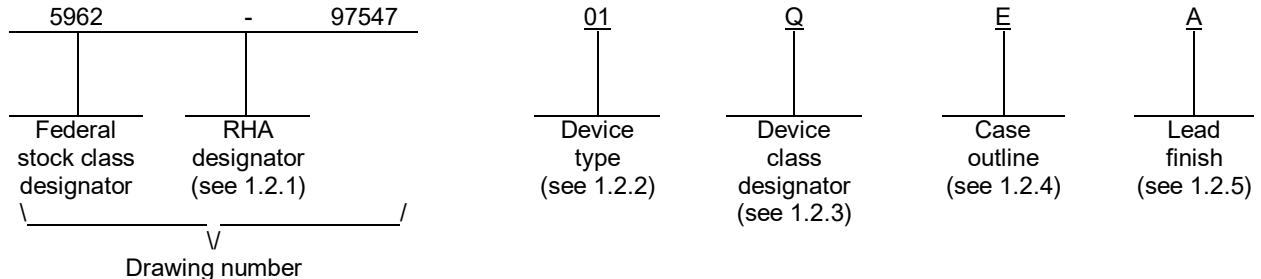 5962 - 97547 01 Q E A
Federal stock class designator
RHA designator (see 1.2.1)
Device type (see 1.2.2)
Device class designator (see 1.2.3)
Case outline (see 1.2.4)
Lead finish (see 1.2.5)
\ /
\/
Drawing number